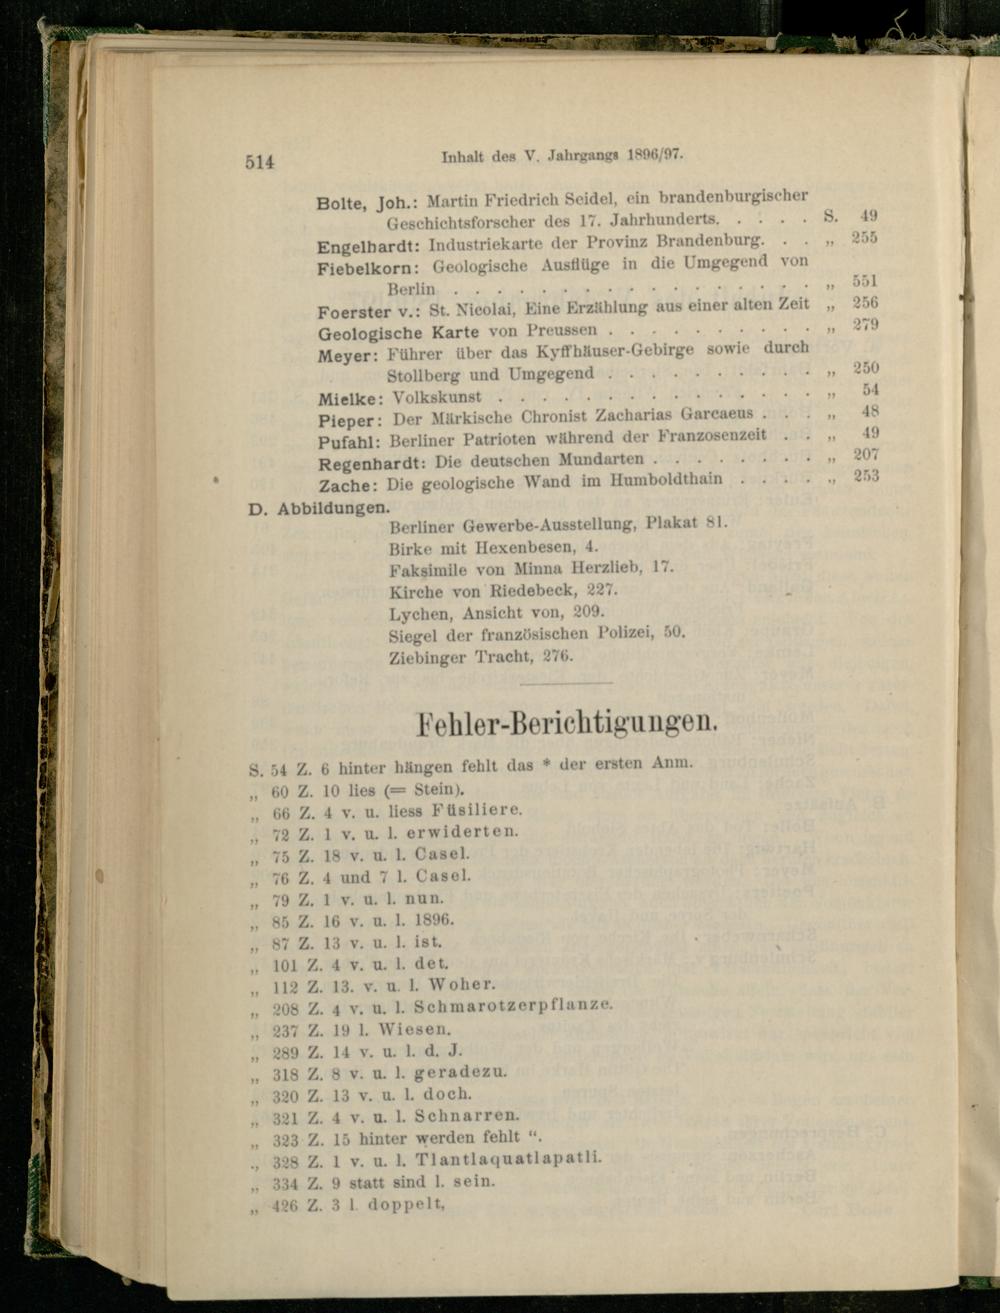 514
Inhalt des V. Jahrgangs 1896/97.
Bolte, Joh.: Martin Friedrich Seidel, ein brandenburgischer
Geschichtsforscher des 17. Jahrhunderts. . . . . S. 49
Engelhardt: Industriekarte der Provinz Brandenburg. . . „ 255
Fiebelkorn: Geologische Ausflüge in die Umgegend von
Berlin . . . . . . . . . . . . . . . . . „ 551
Foerster v.: St. Nicolai, Eine Erzählung aus einer alten Zeit „ 256
Geologische Karte von Preussen . . . . . . . . . . „ 279
Meyer: Führer über das Kyffhäuser-Gebirge sowie durch
Stollberg und Umgegend . . . . . . . . . . „ 250
Mielke: Volkskunst . . . . . . . . . . . . . . . „ 54
Pieper: Der Märkische Chronist Zacharias Garcaeus . . . „ 48
Pufahl: Berliner Patrioten während der Franzosenzeit . . „ 49
Regenhardt: Die deutschen Mundarten . . . . . . . . „ 207
Zache: Die geologische Wand im Humboldthain . . . . „ 253
D. Abbildungen.
Berliner Gewerbe-Ausstellung, Plakat 81.
Birke mit Hexenbesen, 4.
Faksimile von Minna Herzlieb, 17.
Kirche von Riedebeck, 227.
Lychen, Ansicht von, 209.
Siegel der französischen Polizei, 50.
Ziebinger Tracht, 276.
Fehler-Berichtigungen.
S. 54 Z. 6 hinter hängen fehlt das * der ersten Anm.
„ 60 Z. 10 lies (= Stein).
„ 66 Z. 4 v. u. liess Füsiliere.
„ 72 Z. 1 v. u. l. erwiderten.
„ 75 Z. 18 v. u. l. Casel.
„ 76 Z. 4 und 7 l. Casel.
„ 79 Z. 1 v. u. l. nun.
„ 85 Z. 16 v. u. l. 1896.
„ 87 Z. 13 v. u. l. ist.
„ 101 Z. 4 v. u. l. det.
„ 112 Z. 13. v. u. l. Woher.
„ 208 Z. 4 v. u. l. Schmarotzerpflanze.
„ 237 Z. 19 l. Wiesen.
„ 289 Z. 14 v. u. l. d. J.
„ 318 Z. 8 v. u. l. geradezu.
„ 320 Z. 13 v. u. l. doch.
„ 321 Z. 4 v. u. l. Schnarren.
„ 323 Z. 15 hinter werden fehlt “.
„ 328 Z. 1 v. u. l. Tlantlaquatlapatli.
„ 334 Z. 9 statt sind l. sein.
„ 426 Z. 3 l. doppelt,